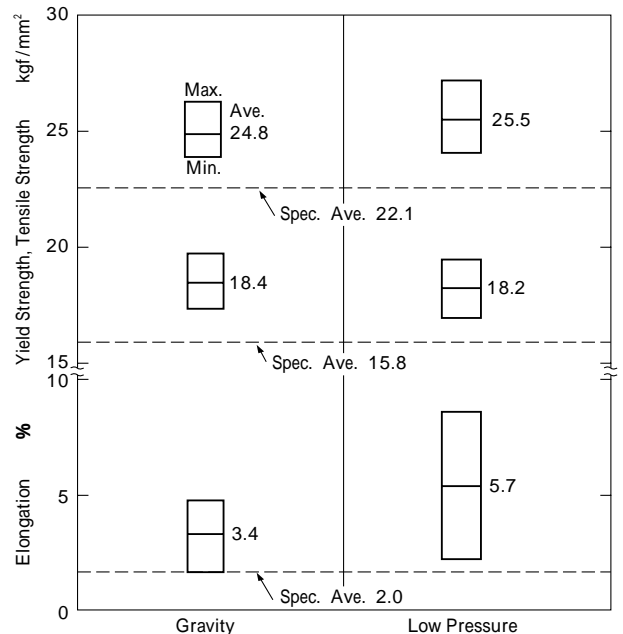 Yield Strength, Tensile Strength kgf/mm²
30
25
20
15
Max.
Ave.
24.8
Min.
25.5
Spec. Ave. 22.1
18.4
18.2
Spec. Ave. 15.8
Elongation %
10
5
0
3.4
5.7
Spec. Ave. 2.0
Gravity
Low Pressure